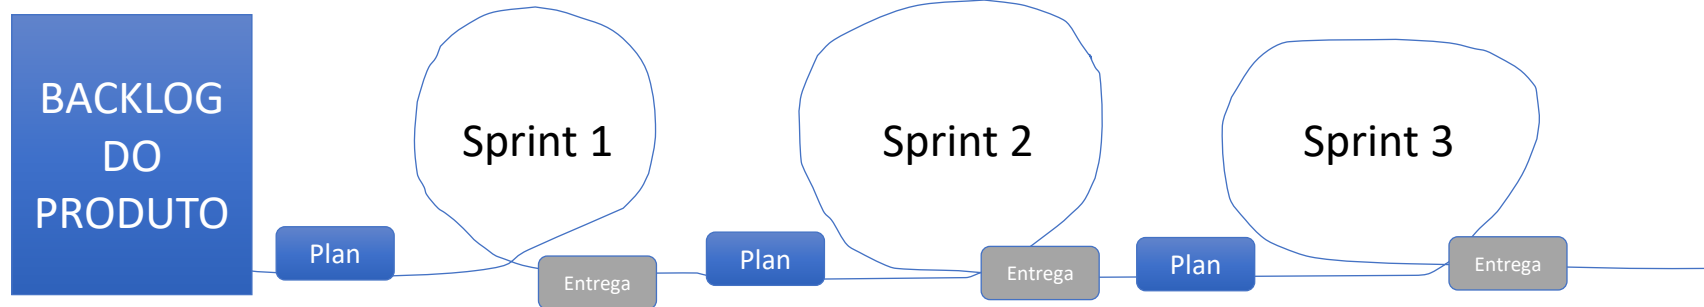 BACKLOG
DO
PRODUTO
Plan
Sprint 1
Entrega
Plan
Sprint 2
Entrega
Plan
Sprint 3
Entrega